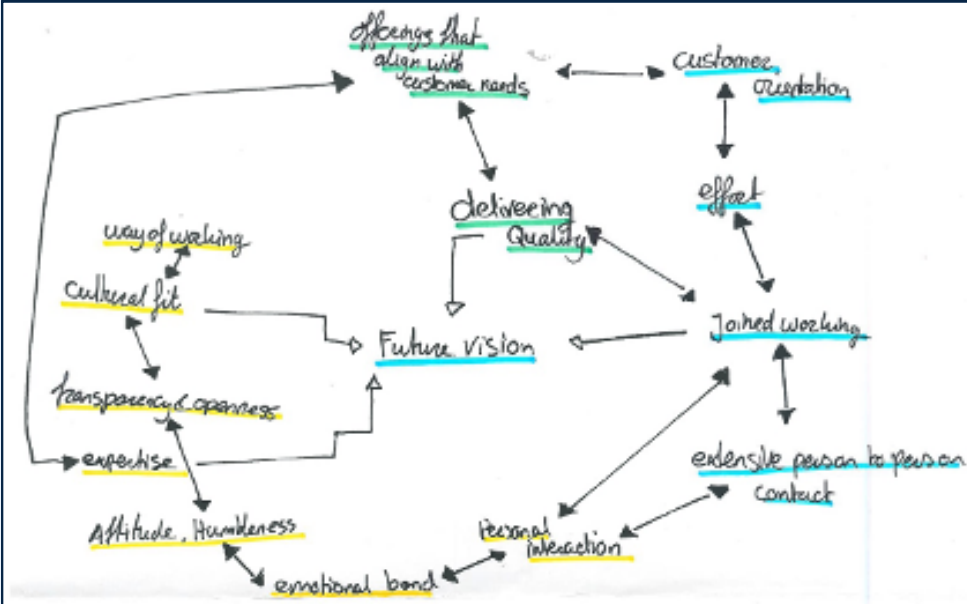 offerings that
align with
customer needs
customer
orientation
effort
delivering
Quality
way of working
Cultural fit
Joined working
Future vision
transparency & openness
expertise
extensive person to person
contact
Attitude, Humbleness
Personal
interaction
emotional bond